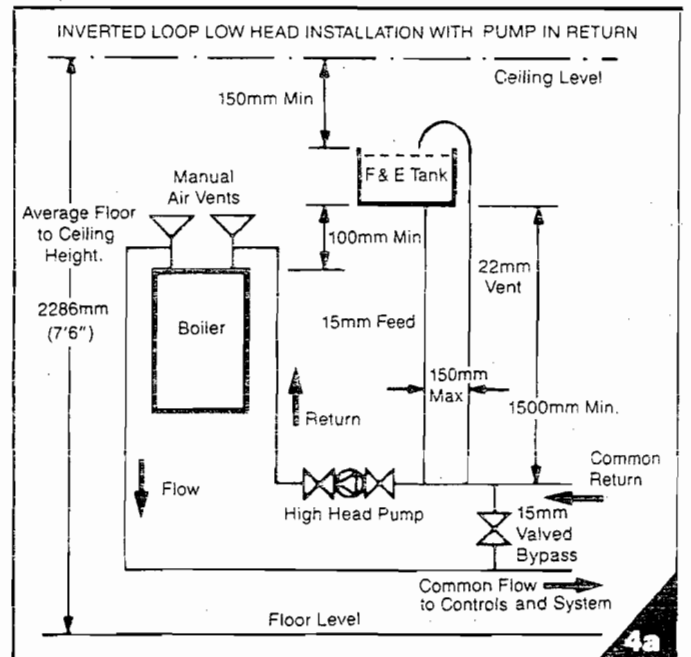 INVERTED LOOP LOW HEAD INSTALLATION WITH PUMP IN RETURN
Ceiling Level
150mm Min
F & E Tank
Manual
Air Vents
Average Floor
to Ceiling
Height.
2286mm
(7'6")
100mm Min
22mm
Vent
Boiler
15mm Feed
150mm
Max
1500mm Min.
Return
Flow
High Head Pump
Common
Return
15mm
Valved
Bypass
Common Flow
to Controls and System
Floor Level
4a